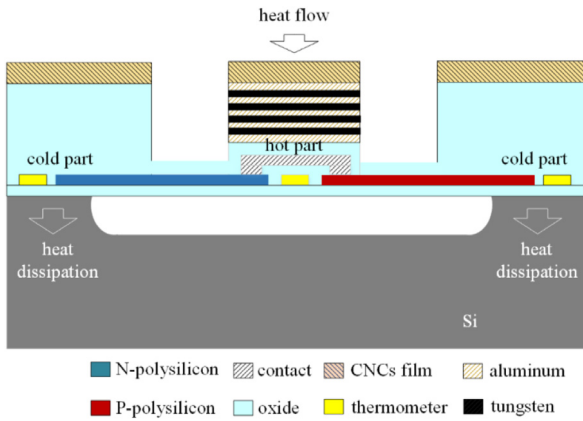 heat flow
hot part
cold part
cold part
heat
dissipation
heat
dissipation
Si
N-polysilicon
contact
CNCs film
aluminum
P-polysilicon
oxide
thermometer
tungsten